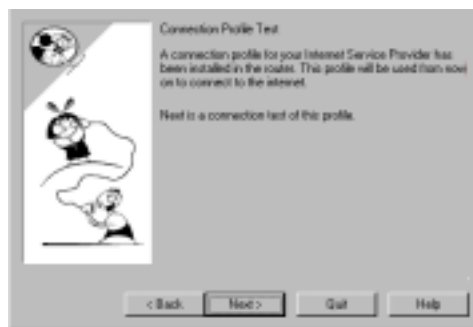 Connection Profile Test
A connection profile for your Internet Service Provider has
been installed in the router. This profile will be used from now
on to connect to the internet.
Next is a connection test of this profile.
< Back
Next >
Quit
Help